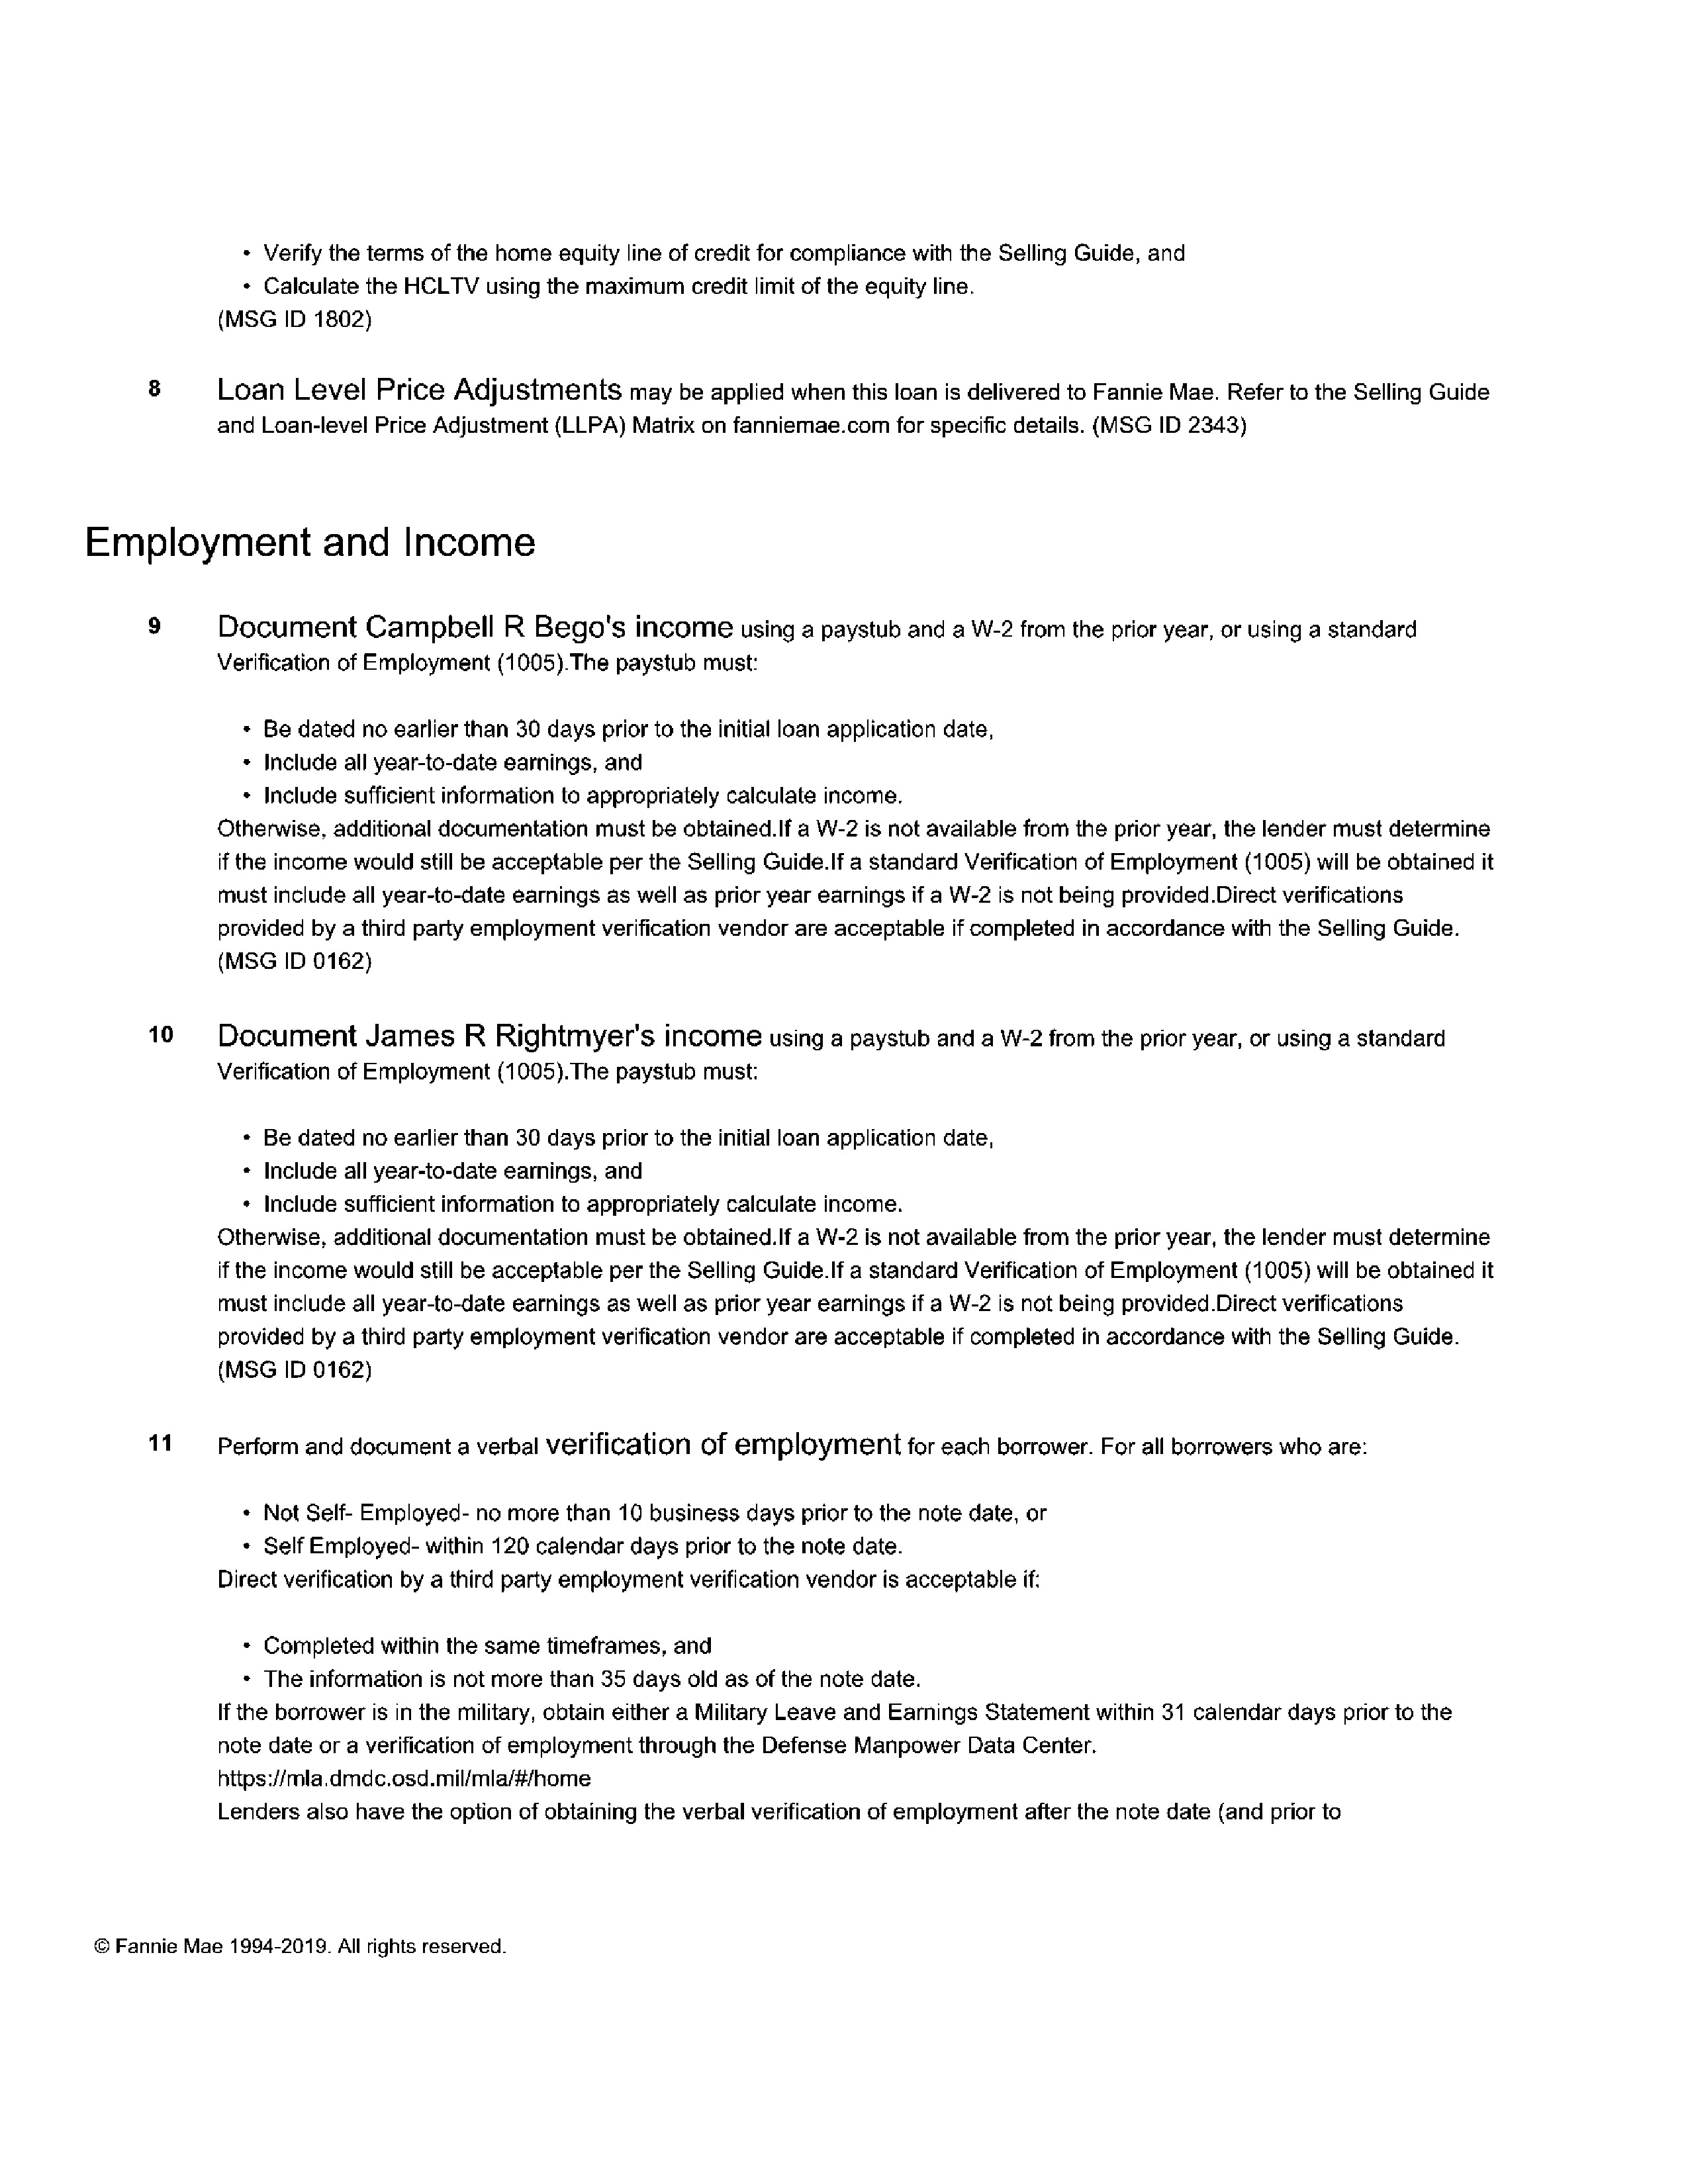 • Verify the terms of the home equity line of credit for compliance with the Selling Guide, and
• Calculate the HCLTV using the maximum credit limit of the equity line.
(MSG ID 1802)
8 Loan Level Price Adjustments may be applied when this loan is delivered to Fannie Mae. Refer to the Selling Guide
and Loan-level Price Adjustment (LLPA) Matrix on fanniemae.com for specific details. (MSG ID 2343)
Employment and Income
9 Document Campbell R Bego's income using a paystub and a W-2 from the prior year, or using a standard
Verification of Employment (1005).The paystub must:
• Be dated no earlier than 30 days prior to the initial loan application date,
• Include all year-to-date earnings, and
• Include sufficient information to appropriately calculate income.
Otherwise, additional documentation must be obtained.If a W-2 is not available from the prior year, the lender must determine
if the income would still be acceptable per the Selling Guide.If a standard Verification of Employment (1005) will be obtained it
must include all year-to-date earnings as well as prior year earnings if a W-2 is not being provided.Direct verifications
provided by a third party employment verification vendor are acceptable if completed in accordance with the Selling Guide.
(MSG ID 0162)
10 Document James R Rightmyer's income using a paystub and a W-2 from the prior year, or using a standard
Verification of Employment (1005).The paystub must:
• Be dated no earlier than 30 days prior to the initial loan application date,
• Include all year-to-date earnings, and
• Include sufficient information to appropriately calculate income.
Otherwise, additional documentation must be obtained.If a W-2 is not available from the prior year, the lender must determine
if the income would still be acceptable per the Selling Guide.If a standard Verification of Employment (1005) will be obtained it
must include all year-to-date earnings as well as prior year earnings if a W-2 is not being provided.Direct verifications
provided by a third party employment verification vendor are acceptable if completed in accordance with the Selling Guide.
(MSG ID 0162)
11 Perform and document a verbal verification of employment for each borrower. For all borrowers who are:
• Not Self- Employed- no more than 10 business days prior to the note date, or
• Self Employed- within 120 calendar days prior to the note date.
Direct verification by a third party employment verification vendor is acceptable if:
• Completed within the same timeframes, and
• The information is not more than 35 days old as of the note date.
If the borrower is in the military, obtain either a Military Leave and Earnings Statement within 31 calendar days prior to the
note date or a verification of employment through the Defense Manpower Data Center.
https://mla.dmdc.osd.mil/mla/#/home
Lenders also have the option of obtaining the verbal verification of employment after the note date (and prior to
© Fannie Mae 1994-2019. All rights reserved.